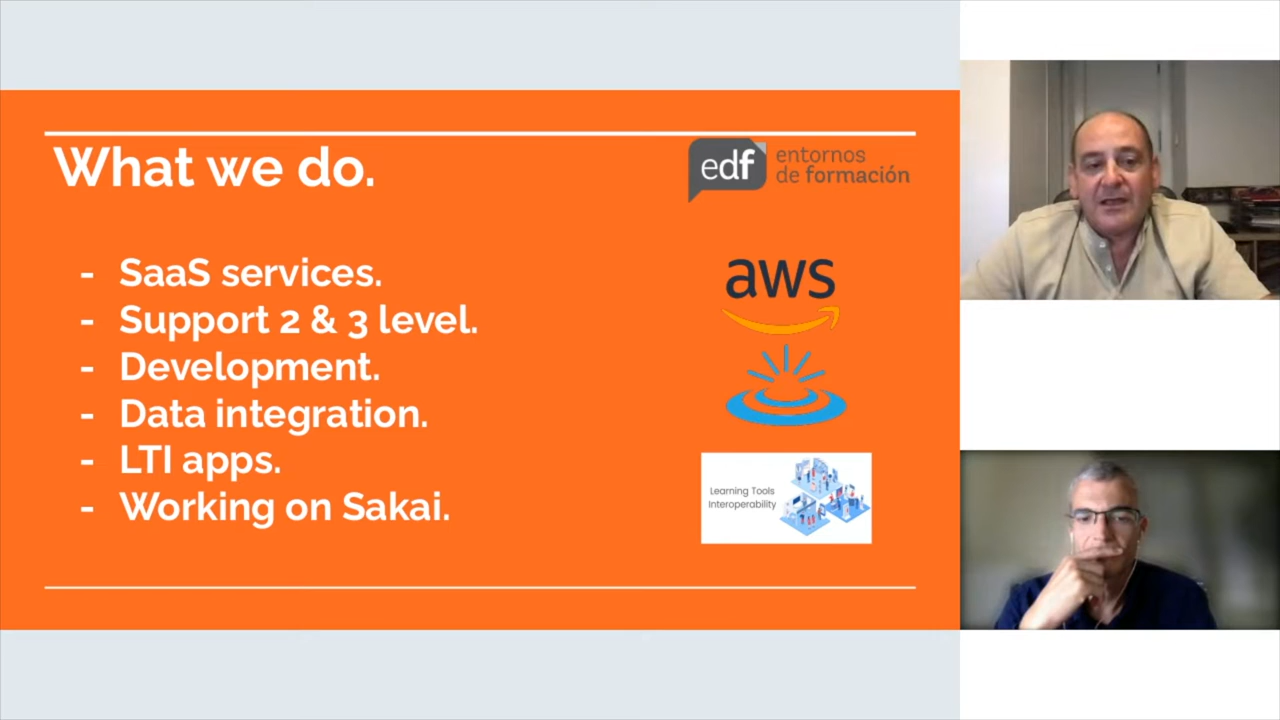 What we do.
edf entornos
de formación
- SaaS services.
- Support 2 & 3 level.
- Development.
- Data integration.
- LTI apps.
- Working on Sakai.
aws
Learning Tools
Interoperability